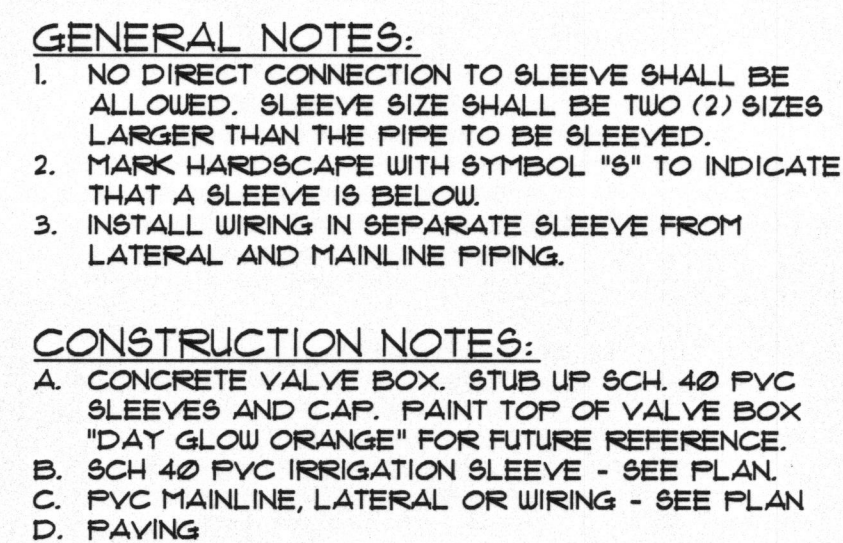 GENERAL NOTES:
1. NO DIRECT CONNECTION TO SLEEVE SHALL BE
ALLOWED. SLEEVE SIZE SHALL BE TWO (2) SIZES
LARGER THAN THE PIPE TO BE SLEEVED.
2. MARK HARDSCAPE WITH SYMBOL "S" TO INDICATE
THAT A SLEEVE IS BELOW.
3. INSTALL WIRING IN SEPARATE SLEEVE FROM
LATERAL AND MAINLINE PIPING.
CONSTRUCTION NOTES:
A. CONCRETE VALVE BOX. STUB UP SCH. 40 PVC
SLEEVES AND CAP. PAINT TOP OF VALVE BOX
"DAY GLOW ORANGE" FOR FUTURE REFERENCE.
B. SCH 40 PVC IRRIGATION SLEEVE - SEE PLAN.
C. PVC MAINLINE, LATERAL OR WIRING - SEE PLAN
D. PAVING